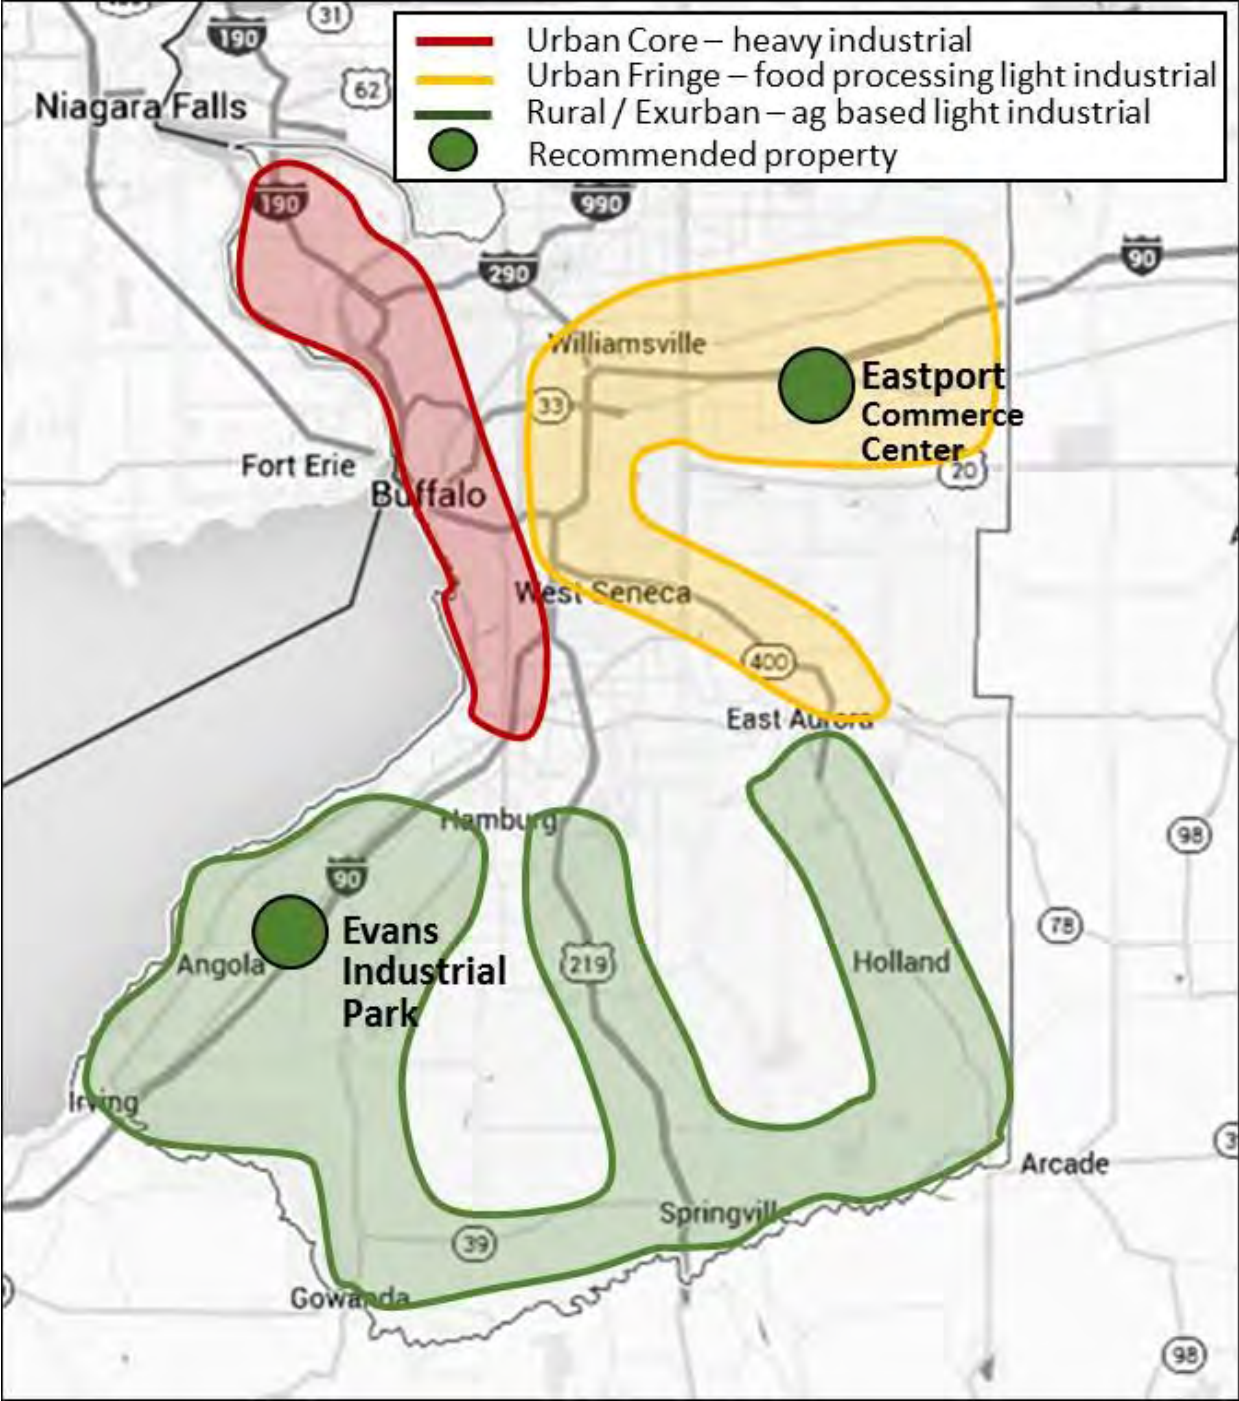 31
190
Urban Core – heavy industrial
Urban Fringe – food processing light industrial
Rural / Exurban – ag based light industrial
Recommended property
62
Niagara Falls
190
990
290
90
Williamsville
Eastport
Commerce
Center
33
20
Fort Erie
Buffalo
West Seneca
400
East Aurora
Hamburg
98
90
Evans
Industrial
Park
78
Angola
219
Holland
Irving
Arcade
Springville
39
Gowanda
98